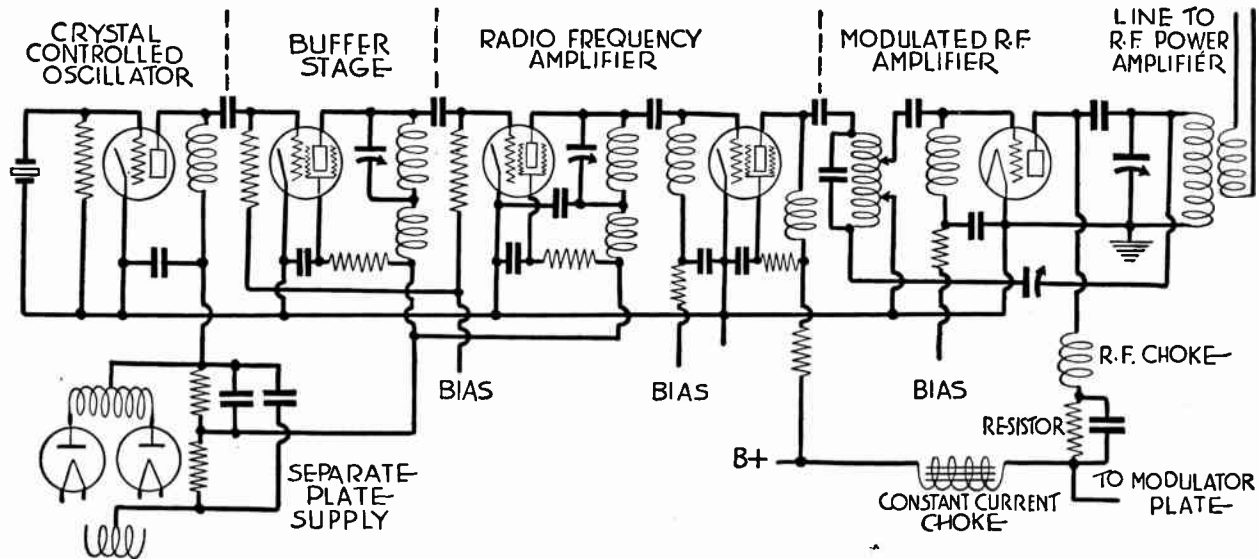 CRYSTAL
CONTROLLED
OSCILLATOR
BUFFER
STAGE
RADIO FREQUENCY
AMPLIFIER
MODULATED R.F.
AMPLIFIER
LINE TO
R.F. POWER
AMPLIFIER
BIAS
BIAS
BIAS
R.F. CHOKE
RESISTOR
B+
SEPARATE
PLATE
SUPPLY
CONSTANT CURRENT
CHOKE
TO MODULATOR
PLATE